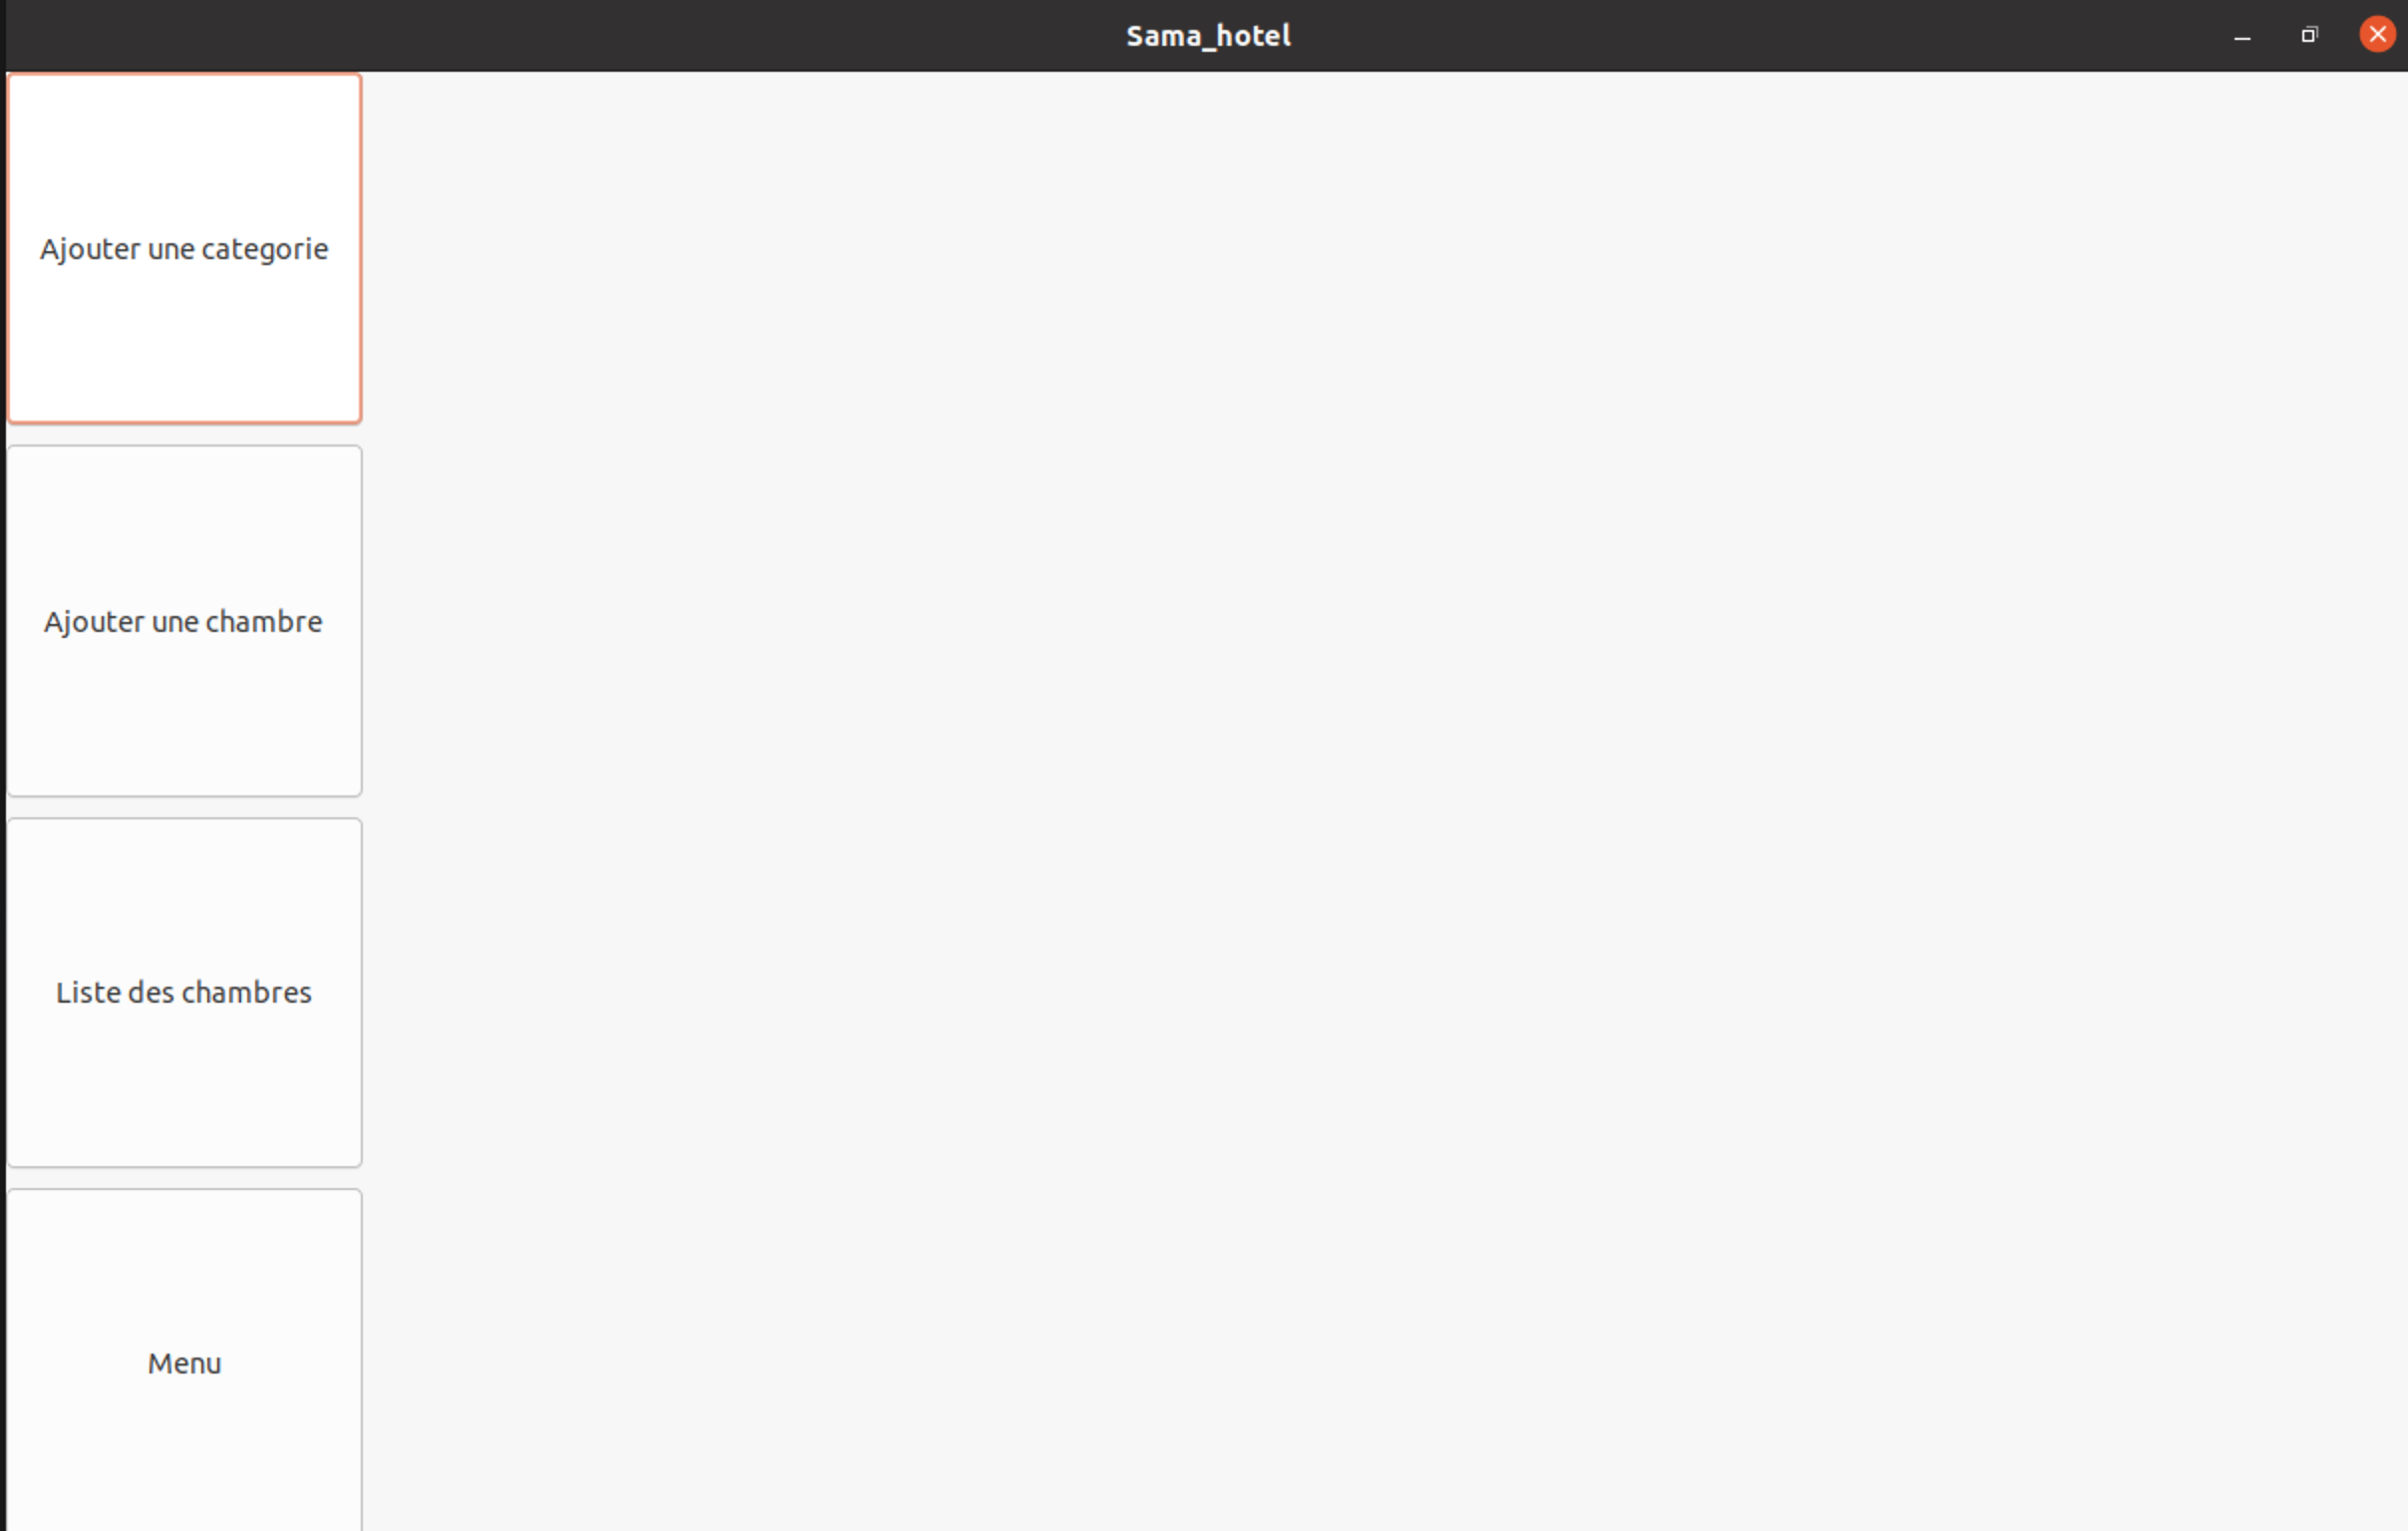 Sama_hotel
Ajouter une categorie
Ajouter une chambre
Liste des chambres
Menu